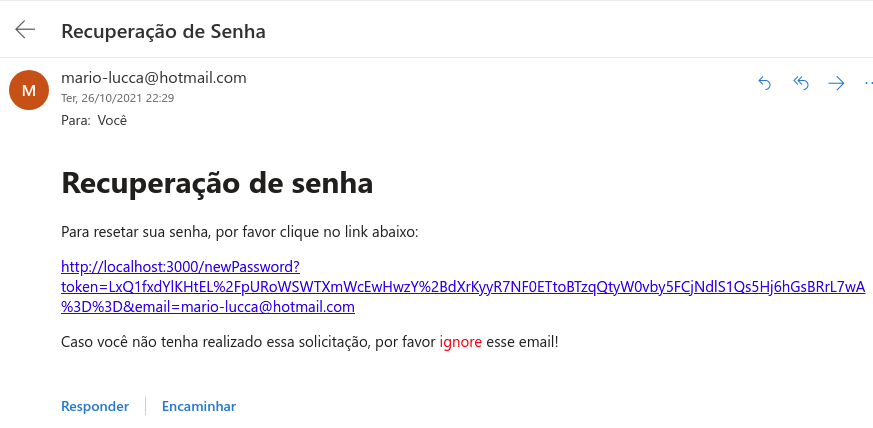 Recuperação de Senha
M
mario-lucca@hotmail.com
Ter, 26/10/2021 22:29
Para: Você
Recuperação de senha
Para resetar sua senha, por favor clique no link abaixo:
http://localhost:3000/newPassword?
token=LxQ1fxdYlKHtEL%2FpURoWSWTXmWcEwHwzY%2BdXrKyyR7NF0ETtoBTzqQtyW0vby5FCjNdlS1Qs5Hj6hGsBRrL7wA
%3D%3D&email=mario-lucca@hotmail.com
Caso você não tenha realizado essa solicitação, por favor ignore esse email!
Responder
Encaminhar